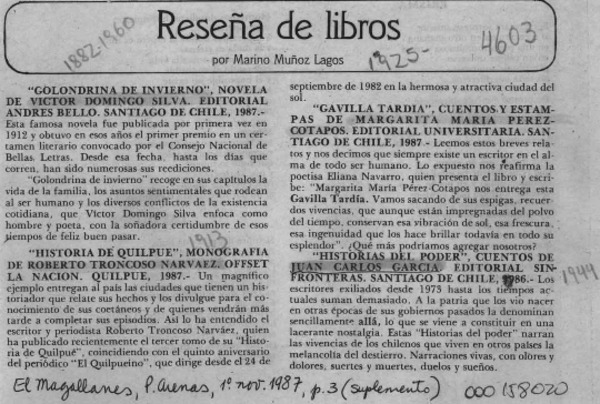 Reseña de libros
por Marino Muñoz Lagos
1882-1960
1925-
4603
"GOLONDRINA DE INVIERNO", NOVELA
DE VICTOR DOMINGO SILVA. EDITORIAL
ANDRES BELLO. SANTIAGO DE CHILE, 1987.-
Esta famosa novela fue publicada por primera vez en
1912 y obtuvo en esos años el primer premio en un cer-
tamen literario convocado por el Consejo Nacional de
Bellas. Letras. Desde esa fecha, hasta los días que
corren, han sido numerosas sus reediciones.
"Golondrina de invierno" recoge en sus capítulos la
vida de la familia, los asuntos sentimentales que rodean
al ser humano y los diversos conflictos de la existencia
cotidiana, que Víctor Domingo Silva enfoca como
hombre y poeta, con la soñadora certidumbre de esos
tiempos de feliz buen pasar.
1913
"HISTORIA DE QUILPUE", MONOGRAFIA
DE ROBERTO TRONCOSO NARVAEZ. OFFSET
LA NACION. QUILPUE, 1987.- Un magnífico
ejemplo entregan al país las ciudades que tienen un his-
toriador que relate sus hechos y los divulgue para el co-
nocimiento de sus coetáneos y de quienes vendrán más
tarde a completar sus episodios. Así lo ha entendido el
escritor y periodista Roberto Troncoso Narváez, quien
ha publicado recientemente el tercer tomo de su "Histo-
ria de Quilpué", coincidiendo con el quinto aniversario
del periódico "El Quilpueíno", que dirige desde el 24 de
septiembre de 1982 en la hermosa y atractiva ciudad del
sol.
"GAVILLA TARDIA", CUENTOS Y ESTAM-
PAS DE MARGARITA MARIA PEREZ-
COTAPOS. EDITORIAL UNIVERSITARIA. SAN-
TIAGO DE CHILE, 1987 - Leemos estos breves rela-
tos y nos decimos que siempre existe un escritor en el al-
ma de todo ser humano. Lo expuesto nos reafirma la
poetisa Eliana Navarro, quien presenta el libro y escri-
be: "Margarita María Pérez-Cotapos nos entrega esta
Gavilla Tardía. Vamos sacando de sus espigas, recuer-
dos vivencias, que aunque están impregnadas del polvo
del tiempo, conservan esa vibración de sol, esa frescura,
esa ingenuidad que los hace brillar todavía en todo su
esplendor". ¿Qué más podríamos agregar nosotros?
"HISTORIAS DEL PODER", CUENTOS DE
JUAN CARLOS GARCIA. EDITORIAL SIN-
FRONTERAS. SANTIAGO DE CHILE, 1986.- Los
escritores exiliados desde 1973 hasta los tiempos ac-
tuales suman demasiado. A la patria que los vio nacer
en otras épocas de sus gobiernos pasados la denominan
sencillamente allá, lo que se viene a constituir en una
lacerante nostalgia. Estas "Historias del poder" narran
las vivencias de los chilenos que viven en otros países la
melancolía del destierro. Narraciones vivas, con olores y
dolores, suertes y muertes, duelos y sueños.
1944
El Magallanes, P. Arenas, 1º nov. 1987, p. 3 (suplemento)
000158020